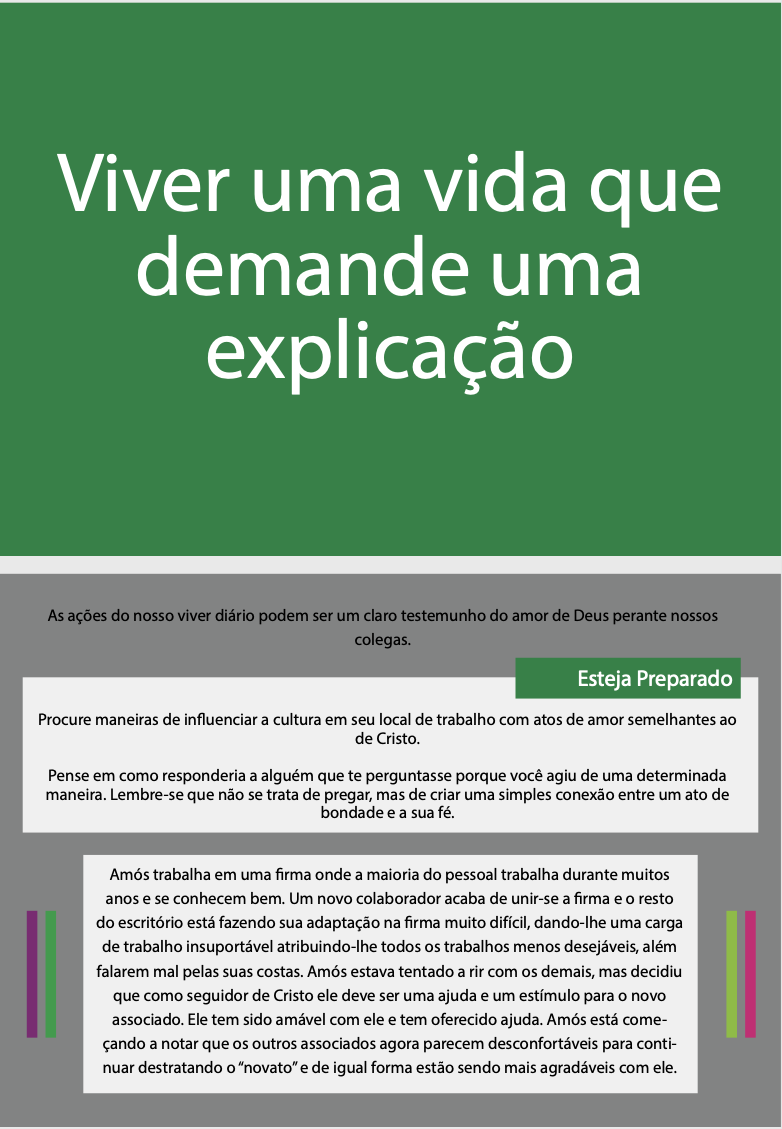 Viver uma vida que
demande uma
explicação
As ações do nosso viver diário podem ser um claro testemunho do amor de Deus perante nossos
colegas.
Esteja Preparado
Procure maneiras de influenciar a cultura em seu local de trabalho com atos de amor semelhantes ao
de Cristo.
Pense em como responderia a alguém que te perguntasse porque você agiu de uma determinada
maneira. Lembre-se que não se trata de pregar, mas de criar uma simples conexão entre um ato de
bondade e a sua fé.
Amós trabalha em uma firma onde a maioria do pessoal trabalha durante muitos
anos e se conhecem bem. Um novo colaborador acaba de unir-se a firma e o resto
do escritório está fazendo sua adaptação na firma muito difícil, dando-lhe uma carga
de trabalho insuportável atribuindo-lhe todos os trabalhos menos desejáveis, além
falarem mal pelas suas costas. Amós estava tentado a rir com os demais, mas decidiu
que como seguidor de Cristo ele deve ser uma ajuda e um estímulo para o novo
associado. Ele tem sido amável com ele e tem oferecido ajuda. Amós está come-
çando a notar que os outros associados agora parecem desconfortáveis para conti-
nuar destratando o “novato” e de igual forma estão sendo mais agradáveis com ele.